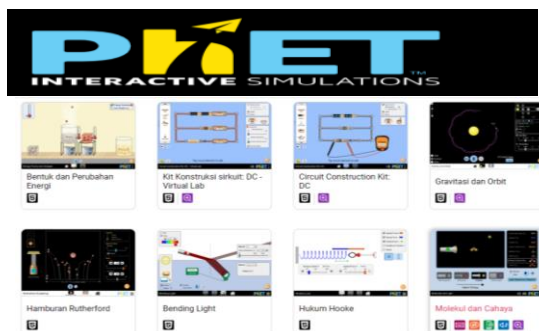 PhET
TM
INTERACTIVE SIMULATIONS
Bentuk dan Perubahan
Energi
Kit Konstruksi sirkuit: DC -
Virtual Lab
Circuit Construction Kit:
DC
Gravitasi dan Orbit
Hamburan Rutherford
Bending Light
Hukum Hooke
Molekul dan Cahaya